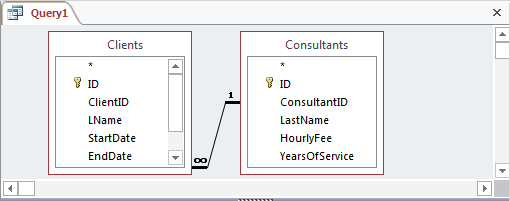 Query1
Clients
*
ID
ClientID
LName
StartDate
EndDate
∞
1
Consultants
*
ID
ConsultantID
LastName
HourlyFee
YearsOfService